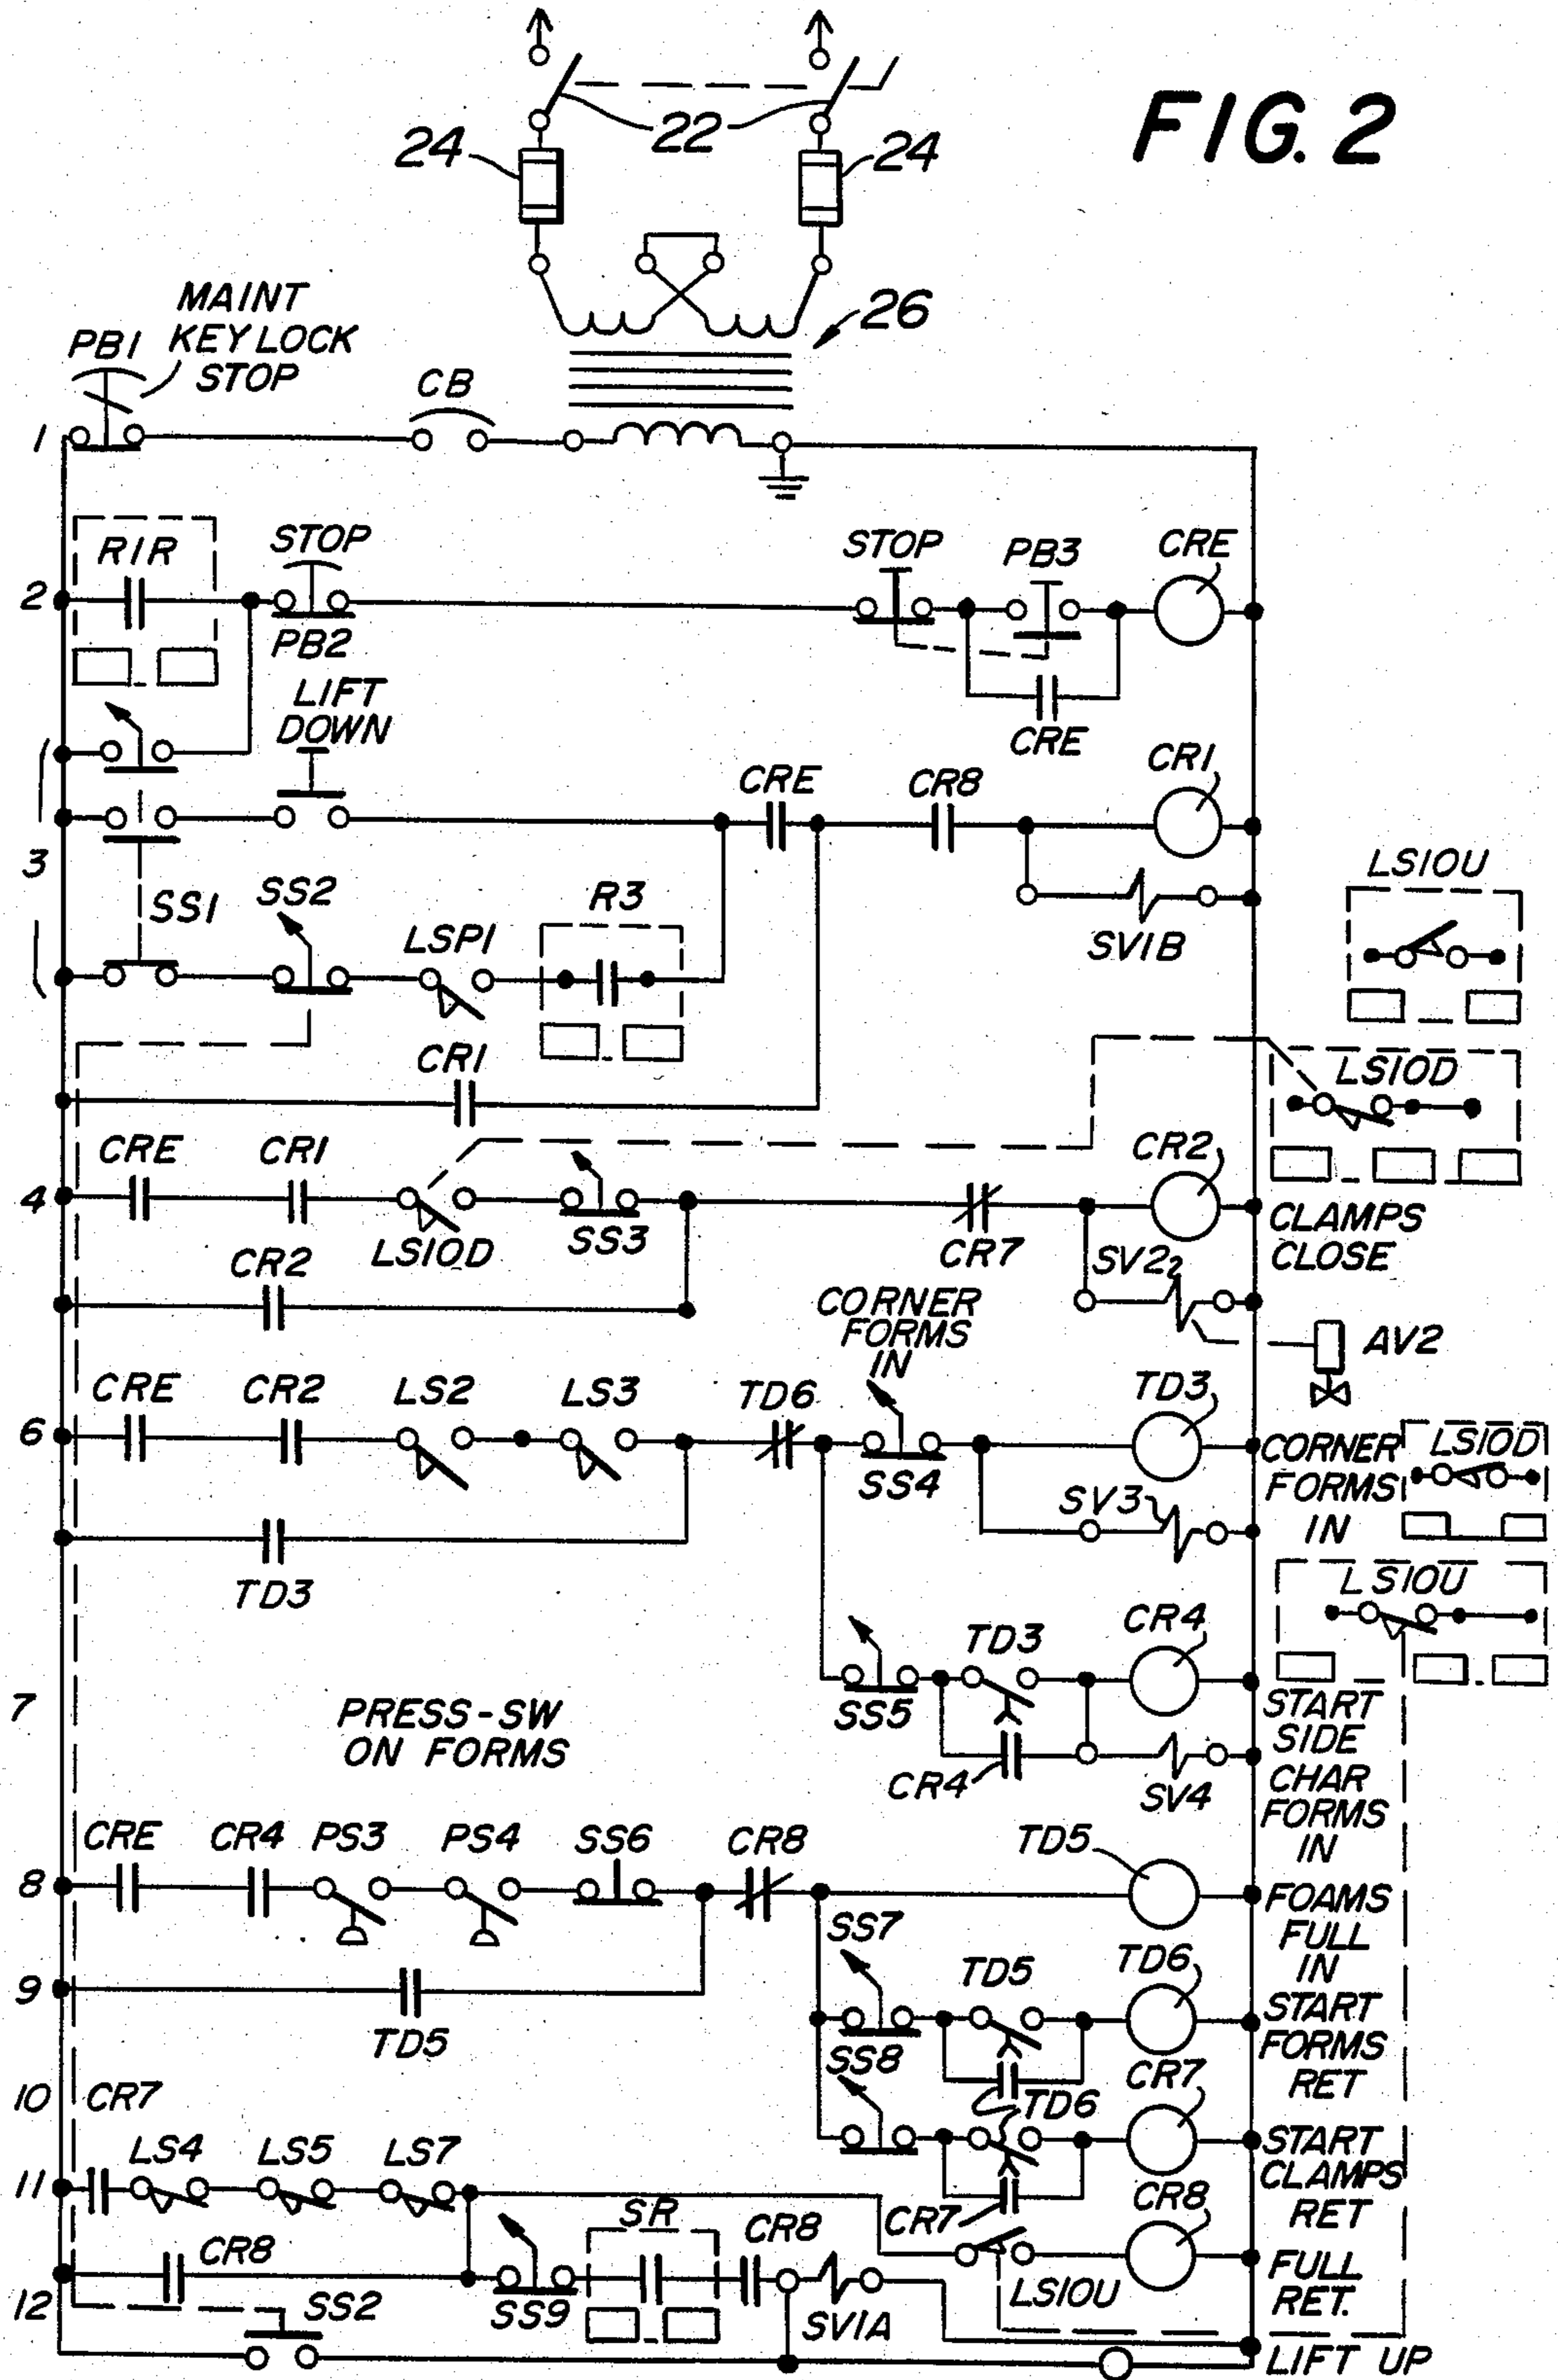 FIG. 2
22
24
24
26
MAINT
KEY LOCK
STOP
PB1
CB
1
R1R
STOP
STOP
PB3
CRE
2
PB2
LIFT
DOWN
CRE
CRE
CR8
CR1
3
SS1
SS2
LSP1
R3
SV1B
LS10U
CR1
LS10D
CRE
CR1
CR2
4
LS10D
SS3
CR7
CLAMPS
CLOSE
CR2
SV2
CORNER
FORMS
IN
AV2
CRE
CR2
LS2
LS3
TD6
TD3
6
SS4
CORNER
FORMS
IN
LS10D
SV3
TD3
LS10U
TD3
CR4
7
PRESS-SW
ON FORMS
SS5
CR4
SV4
START
SIDE
CHAR
FORMS
IN
CRE
CR4
PS3
PS4
SS6
CR8
TD5
8
FOAMS
FULL
IN
SS7
TD5
TD6
9
TD5
START
FORMS
RET
SS8
TD6
CR7
10
CR7
LS4
LS5
LS7
START
CLAMPS
RET
11
SR
CR8
CR7
CR8
CR8
LS10U
FULL
RET.
12
SS2
SS9
SV1A
LIFT UP